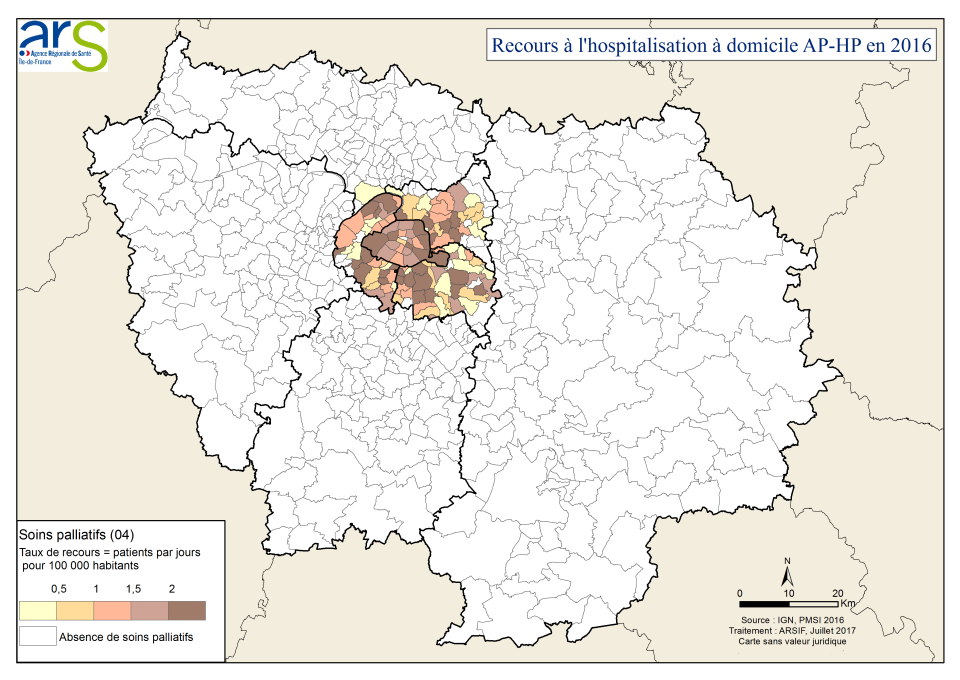 ars
Agence Régionale de Santé
Île-de-France
Recours à l'hospitalisation à domicile AP-HP en 2016
Soins palliatifs (04)
Taux de recours = patients par jours
pour 100 000 habitants
0,5 1 1,5 2
Absence de soins palliatifs
N
0 10 20
Km
Source : IGN, PMSI 2016
Traitement : ARSIF, Juillet 2017
Carte sans valeur juridique